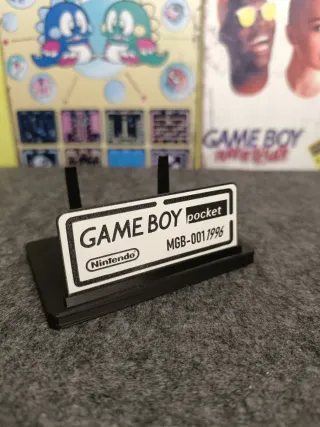 GAME BOY
GAME BOY pocket
MGB-001 1996
Nintendo